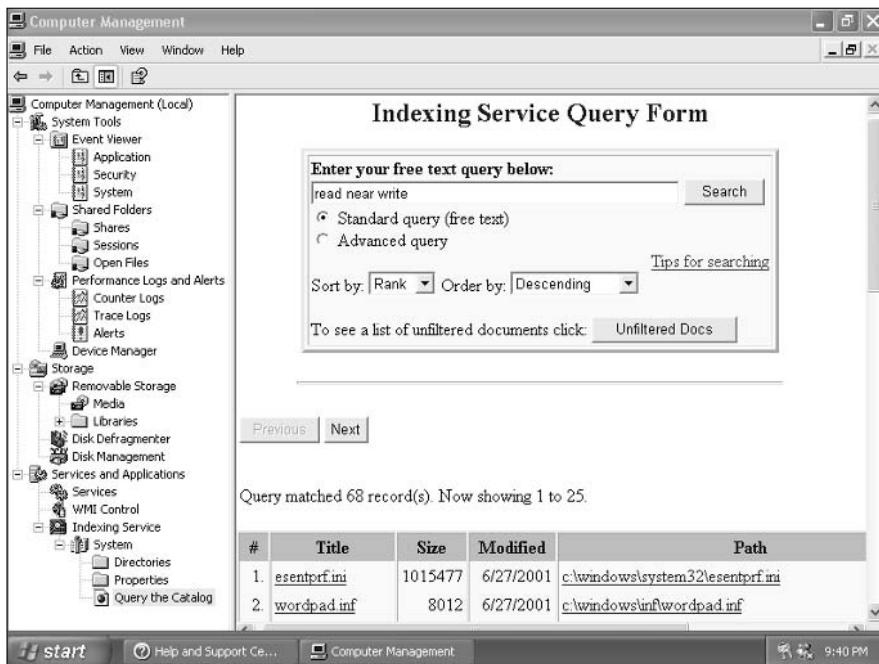 Computer Management
File Action View Window Help
Computer Management (Local)
System Tools
Event Viewer
Application
Security
System
Shared Folders
Shares
Sessions
Open Files
Performance Logs and Alerts
Counter Logs
Trace Logs
Alerts
Device Manager
Storage
Removable Storage
Media
Libraries
Disk Defragmenter
Disk Management
Services and Applications
Services
WMI Control
Indexing Service
System
Directories
Properties
Query the Catalog
Indexing Service Query Form
Enter your free text query below:
read near write Search
Standard query (free text)
Advanced query
Tips for searching
Sort by: Rank Order by: Descending
To see a list of unfiltered documents click: Unfiltered Docs
Previous Next
Query matched 68 record(s). Now showing 1 to 25.
# Title Size Modified Path
1. esentprf.ini 1015477 6/27/2001 c:\windows\system32\esentprf.ini
2. wordpad.inf 8012 6/27/2001 c:\windows\inf\wordpad.inf
start Help and Support Ce... Computer Management 9:40 PM